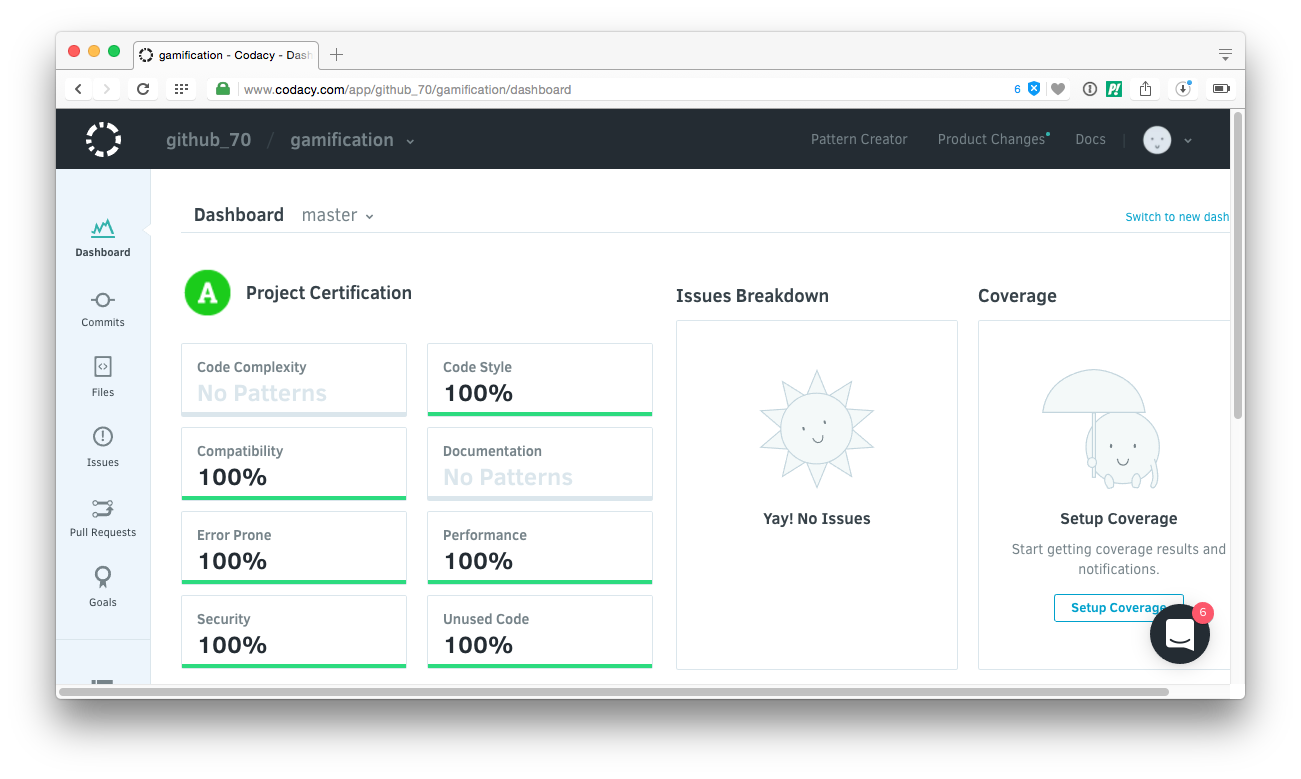 gamification - Codacy - Dash
www.codacy.com/app/github_70/gamification/dashboard
6
github_70 / gamification
Pattern Creator
Product Changes
Docs
Dashboard
Commits
Files
Issues
Pull Requests
Goals
Dashboard master
Switch to new dash
A Project Certification
Code Complexity
No Patterns
Code Style
100%
Compatibility
100%
Documentation
No Patterns
Error Prone
100%
Performance
100%
Security
100%
Unused Code
100%
Issues Breakdown
Yay! No Issues
Coverage
Setup Coverage
Start getting coverage results and
notifications.
Setup Coverage
6